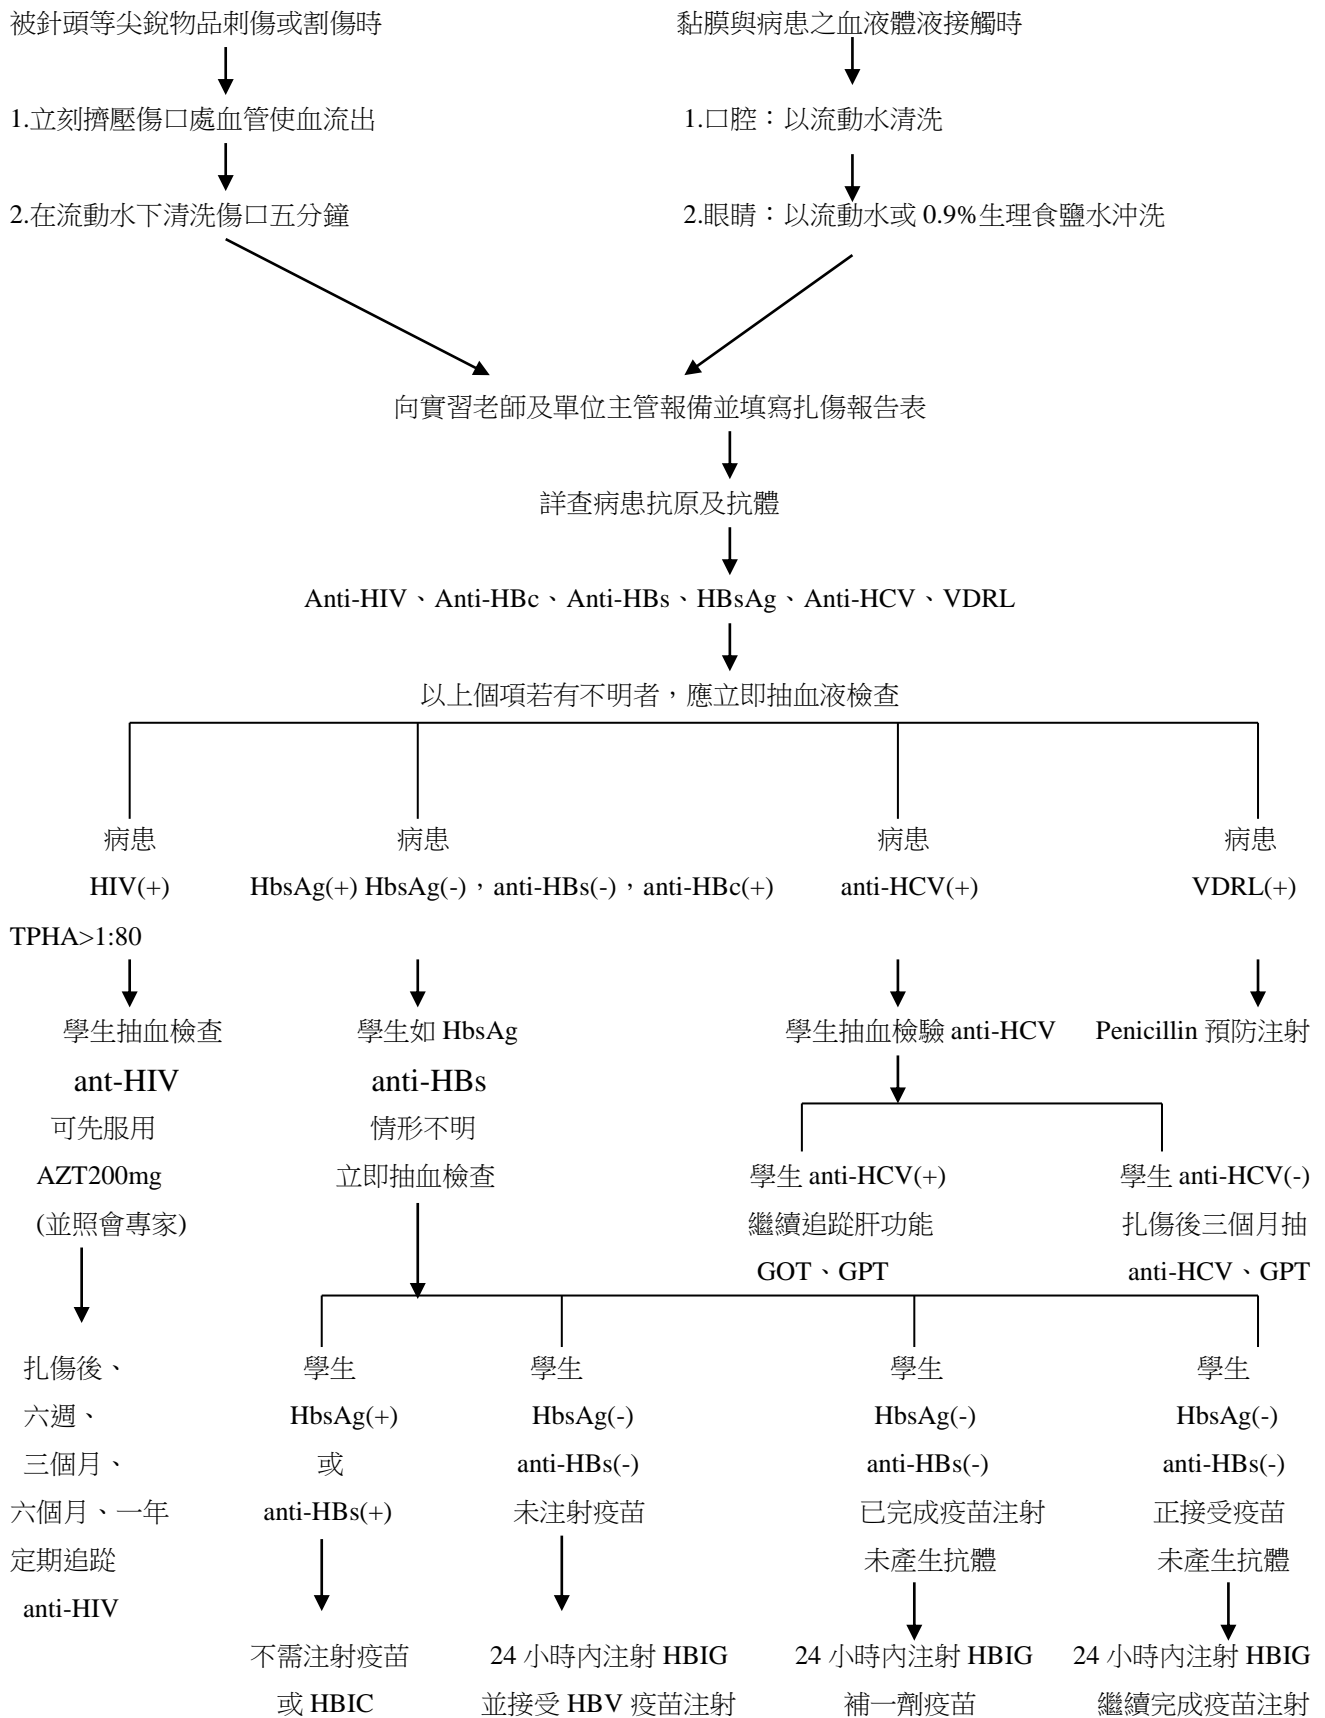 被針頭等尖銳物品刺傷或割傷時
黏膜與病患之血液體液接觸時
1.立刻擠壓傷口處血管使血流出
1.口腔：以流動水清洗
2.在流動水下清洗傷口五分鐘
2.眼睛：以流動水或 0.9%生理食鹽水沖洗
向實習老師及單位主管報備並填寫扎傷報告表
詳查病患抗原及抗體
Anti-HIV、Anti-HBc、Anti-HBs、HBsAg、Anti-HCV、VDRL
以上個項若有不明者，應立即抽血液檢查
病患 病患 病患 病患
HIV(+) HbsAg(+) HbsAg(-)，anti-HBs(-)，anti-HBc(+) anti-HCV(+) VDRL(+)
TPHA>1:80
學生抽血檢查
ant-HIV
可先服用
AZT200mg
(並照會專家)
學生如 HbsAg
anti-HBs
情形不明
立即抽血檢查
學生抽血檢驗 anti-HCV
Penicillin 預防注射
學生 anti-HCV(+)
繼續追蹤肝功能
GOT、GPT
學生 anti-HCV(-)
扎傷後三個月抽
anti-HCV、GPT
扎傷後、
六週、
三個月、
六個月、一年
定期追蹤
anti-HIV
學生
HbsAg(+)
或
anti-HBs(+)
不需注射疫苗
或 HBIC
學生
HbsAg(-)
anti-HBs(-)
未注射疫苗
24 小時內注射 HBIG
並接受 HBV 疫苗注射
學生
HbsAg(-)
anti-HBs(-)
已完成疫苗注射
未產生抗體
24 小時內注射 HBIG
補一劑疫苗
學生
HbsAg(-)
anti-HBs(-)
正接受疫苗
未產生抗體
24 小時內注射 HBIG
繼續完成疫苗注射